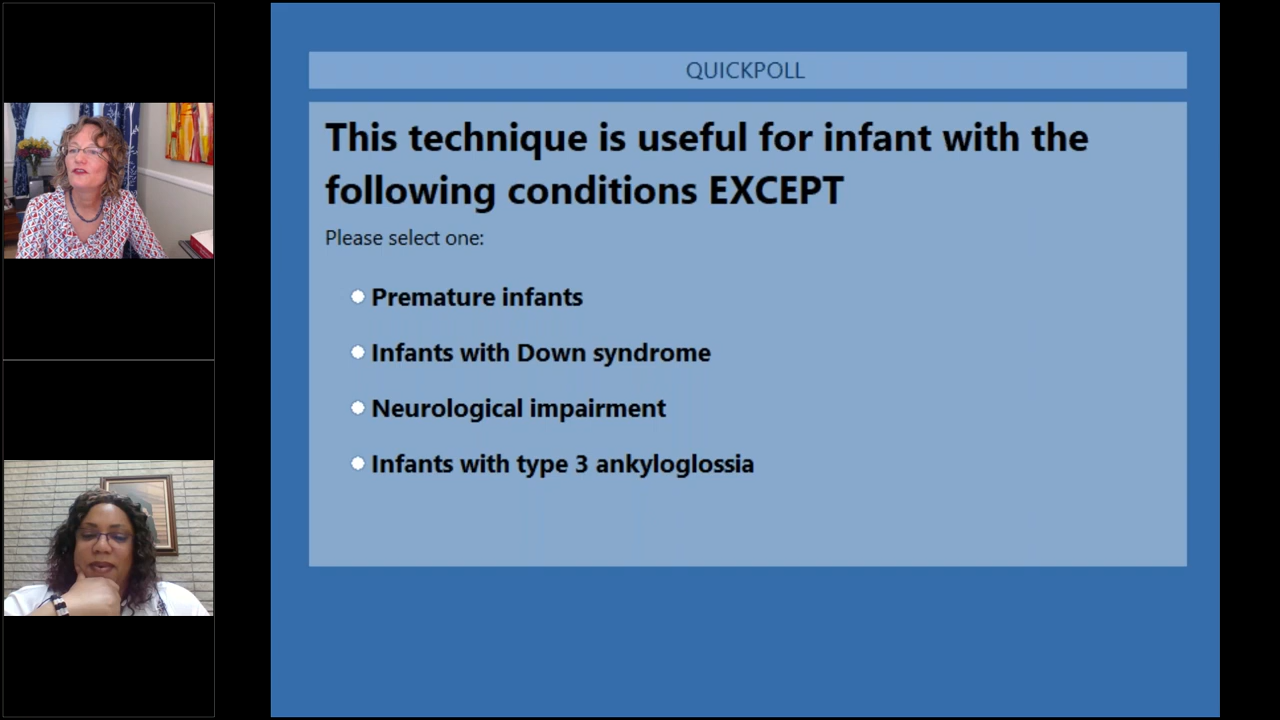 QUICKPOLL
This technique is useful for infant with the
following conditions EXCEPT
Please select one:
Premature infants
Infants with Down syndrome
Neurological impairment
Infants with type 3 ankyloglossia